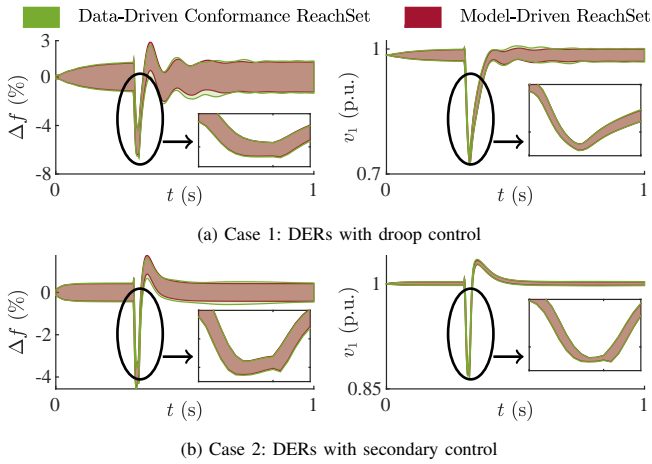 Data-Driven Conformance ReachSet Model-Driven ReachSet
3
0
-4
-8
Δf (%)
0 1
t (s)
1
0.7
v₁ (p.u.)
0 1
t (s)
(a) Case 1: DERs with droop control
0
-2
-4
Δf (%)
0 1
t (s)
1
0.85
v₁ (p.u.)
0 1
t (s)
(b) Case 2: DERs with secondary control